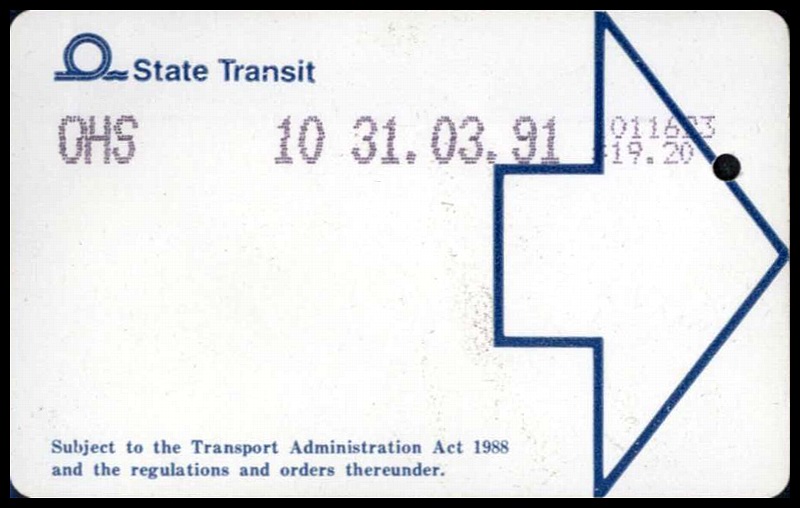 State Transit
OHS 10 31.03.91 011623
19.20
Subject to the Transport Administration Act 1988
and the regulations and orders thereunder.